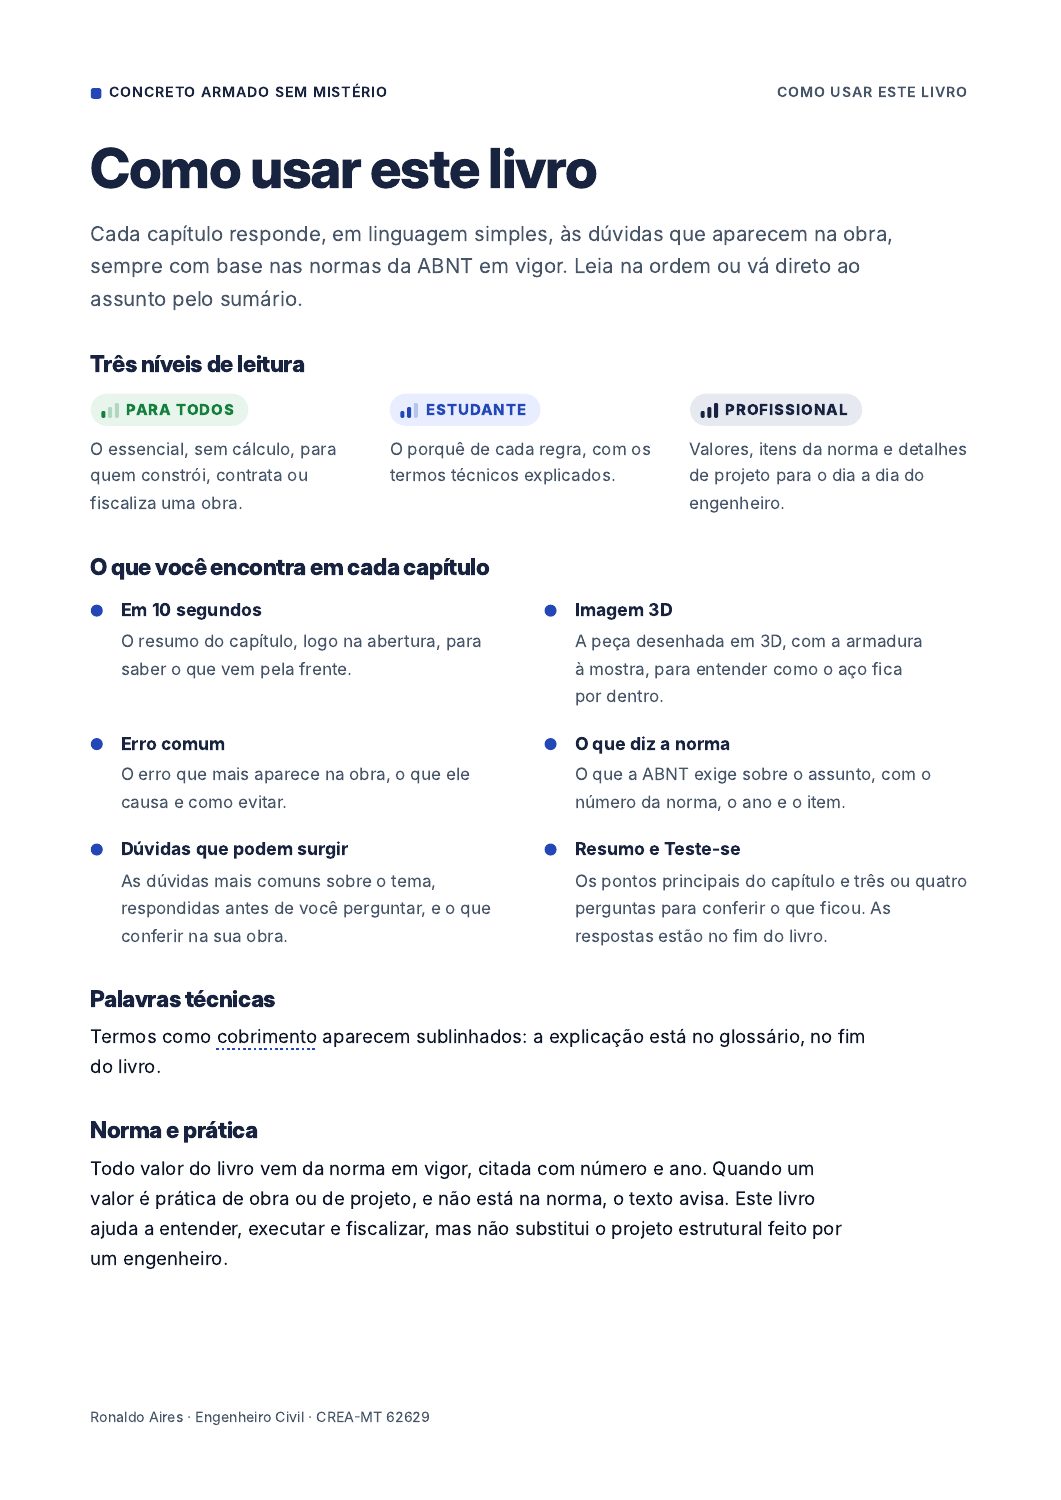 CONCRETO ARMADO SEM MISTÉRIO
COMO USAR ESTE LIVRO
Como usar este livro
Cada capítulo responde, em linguagem simples, às dúvidas que aparecem na obra,
sempre com base nas normas da ABNT em vigor. Leia na ordem ou vá direto ao
assunto pelo sumário.
Três níveis de leitura
PARA TODOS
O essencial, sem cálculo, para
quem constrói, contrata ou
fiscaliza uma obra.
ESTUDANTE
O porquê de cada regra, com os
termos técnicos explicados.
PROFISSIONAL
Valores, itens da norma e detalhes
de projeto para o dia a dia do
engenheiro.
O que você encontra em cada capítulo
Em 10 segundos
O resumo do capítulo, logo na abertura, para
saber o que vem pela frente.
Imagem 3D
A peça desenhada em 3D, com a armadura
à mostra, para entender como o aço fica
por dentro.
Erro comum
O erro que mais aparece na obra, o que ele
causa e como evitar.
O que diz a norma
O que a ABNT exige sobre o assunto, com o
número da norma, o ano e o item.
Dúvidas que podem surgir
As dúvidas mais comuns sobre o tema,
respondidas antes de você perguntar, e o que
conferir na sua obra.
Resumo e Teste-se
Os pontos principais do capítulo e três ou quatro
perguntas para conferir o que ficou. As
respostas estão no fim do livro.
Palavras técnicas
Termos como cobrimento aparecem sublinhados: a explicação está no glossário, no fim
do livro.
Norma e prática
Todo valor do livro vem da norma em vigor, citada com número e ano. Quando um
valor é prática de obra ou de projeto, e não está na norma, o texto avisa. Este livro
ajuda a entender, executar e fiscalizar, mas não substitui o projeto estrutural feito por
um engenheiro.
Ronaldo Aires · Engenheiro Civil · CREA-MT 62629